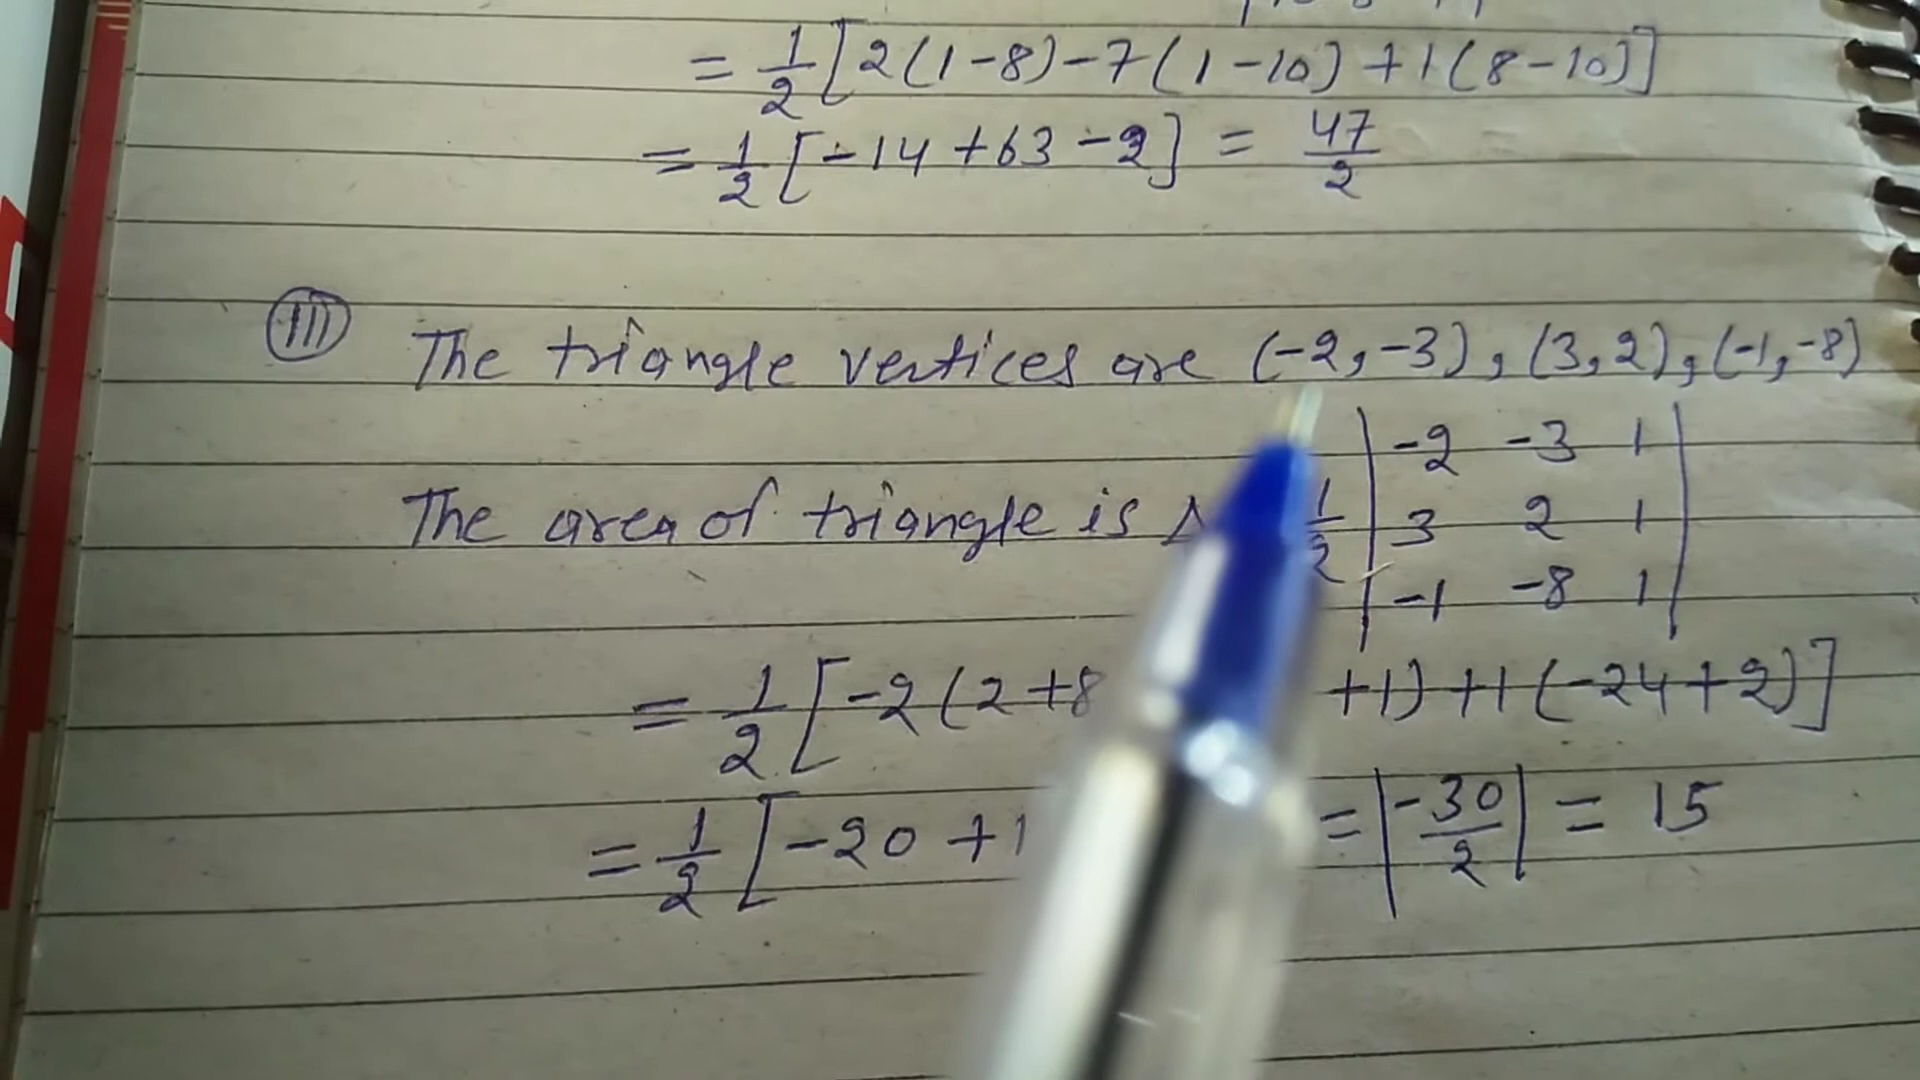 = 1/2 [2(1-8)-7(1-10)+1(8-10)]
= 1/2 [-14+63-2] = 47/2
(III) The triangle vertices are (-2,-3), (3,2), (-1,-8)
The area of triangle is Δ 1/2 | -2 -3 1 |
| 3 2 1 |
| -1 -8 1 |
= 1/2 [-2(2+8 +1)+1(-24+2)]
= 1/2 [-20+1 = |-30/2| = 15